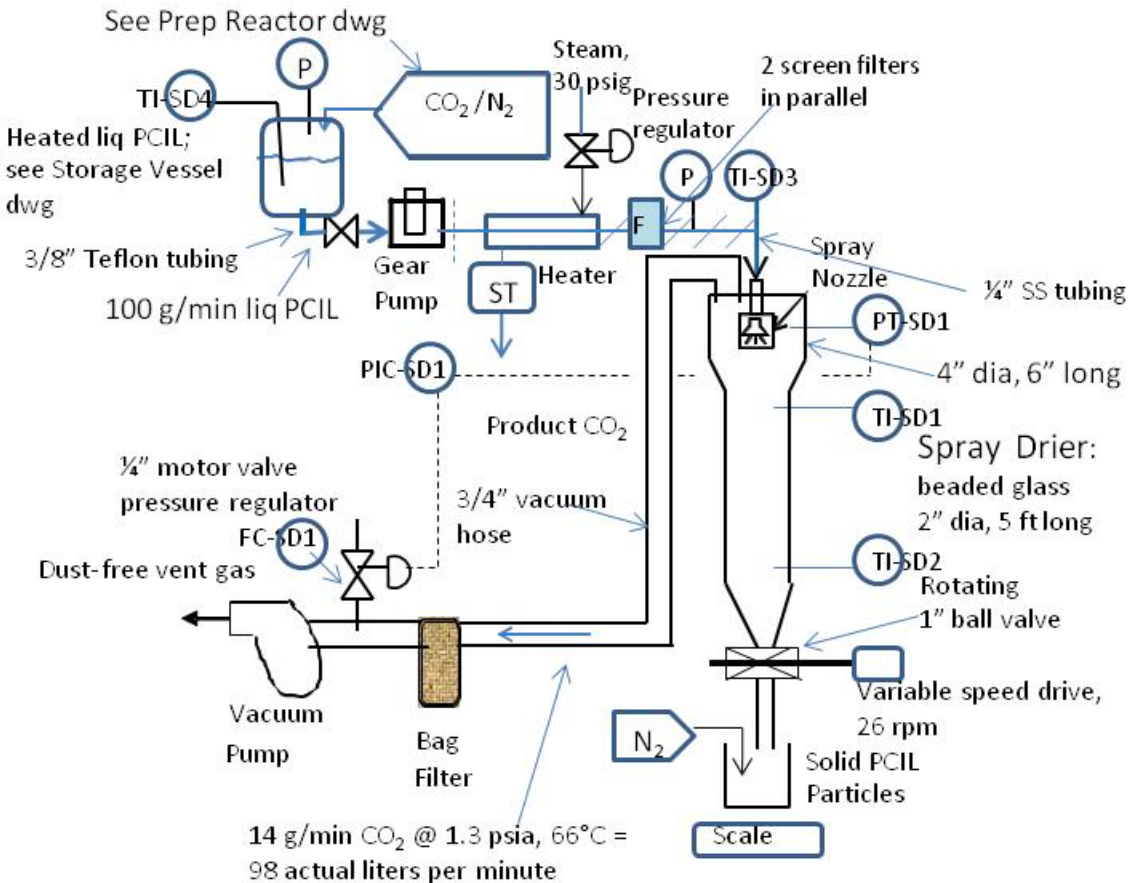 See Prep Reactor dwg
P
TI-SD4
CO₂/N₂
Steam,
30 psig
Pressure
regulator
2 screen filters
in parallel
Heated liq PCIL;
see Storage Vessel
dwg
P
TI-SD3
F
3/8” Teflon tubing
Gear
Pump
Heater
ST
Spray
Nozzle
¼” SS tubing
100 g/min liq PCIL
PT-SD1
PIC-SD1
4” dia, 6” long
Product CO₂
TI-SD1
Spray Drier:
beaded glass
2” dia, 5 ft long
¼” motor valve
pressure regulator
FC-SD1
3/4” vacuum
hose
Dust-free vent gas
TI-SD2
Rotating
1” ball valve
Variable speed drive,
26 rpm
Vacuum
Pump
Bag
Filter
N₂
Solid PCIL
Particles
Scale
14 g/min CO₂ @ 1.3 psia, 66°C =
98 actual liters per minute